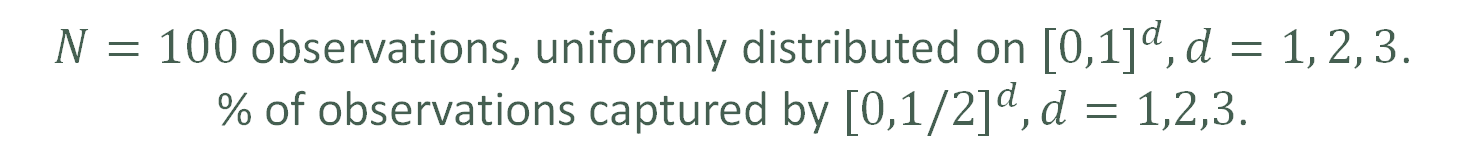 N = 100 observations, uniformly distributed on [0,1]^d, d = 1, 2, 3.
% of observations captured by [0,1/2]^d, d = 1,2,3.